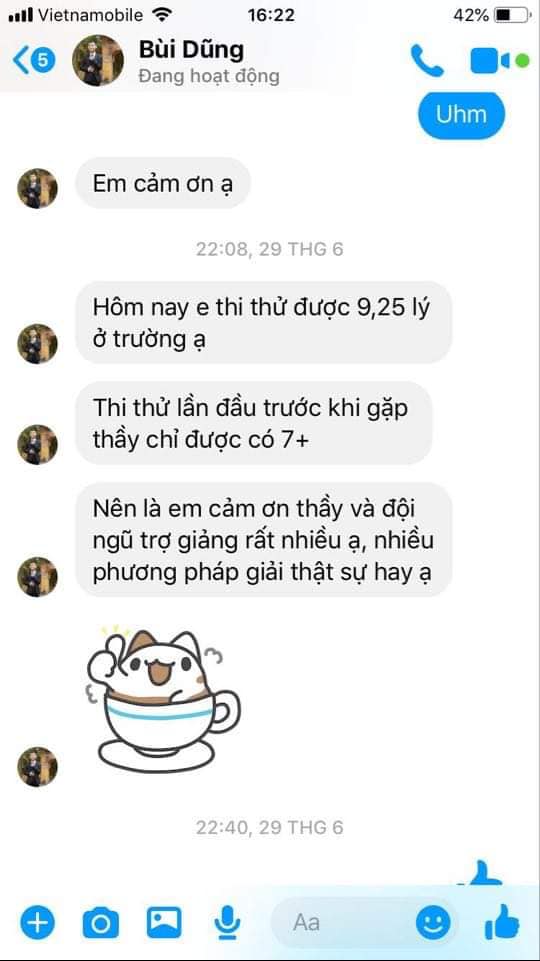 Vietnamobile 16:22 42%
5 Bùi Dũng
Đang hoạt động
Uhm
Em cảm ơn ạ
22:08, 29 THG 6
Hôm nay e thi thử được 9,25 lý
ở trường ạ
Thi thử lần đầu trước khi gặp
thầy chỉ được có 7+
Nên là em cảm ơn thầy và đội
ngũ trợ giảng rất nhiều ạ, nhiều
phương pháp giải thật sự hay ạ
22:40, 29 THG 6
Aa